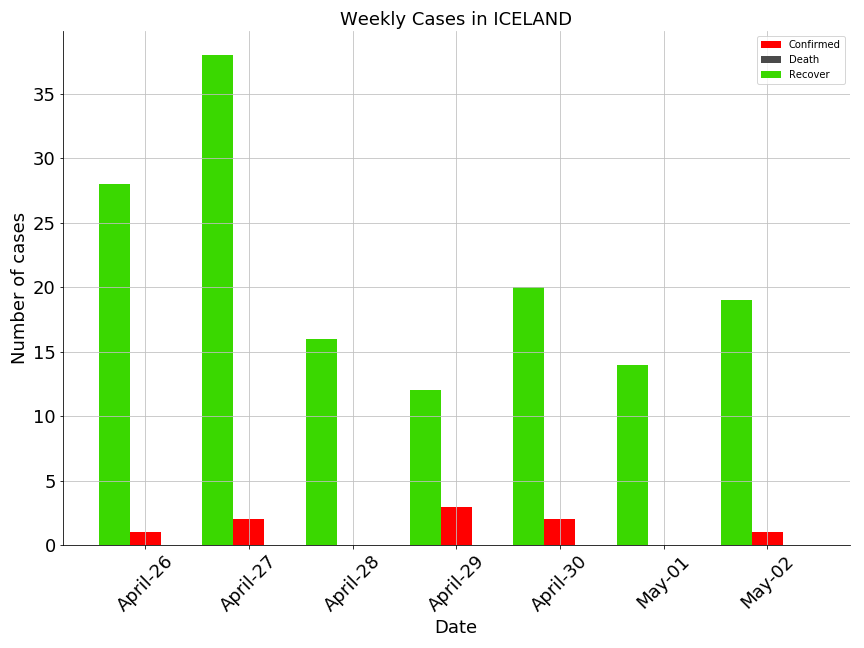 Weekly Cases in ICELAND
Confirmed
Death
Recover
Number of cases
35
30
25
20
15
10
5
0
April-26
April-27
April-28
April-29
April-30
May-01
May-02
Date